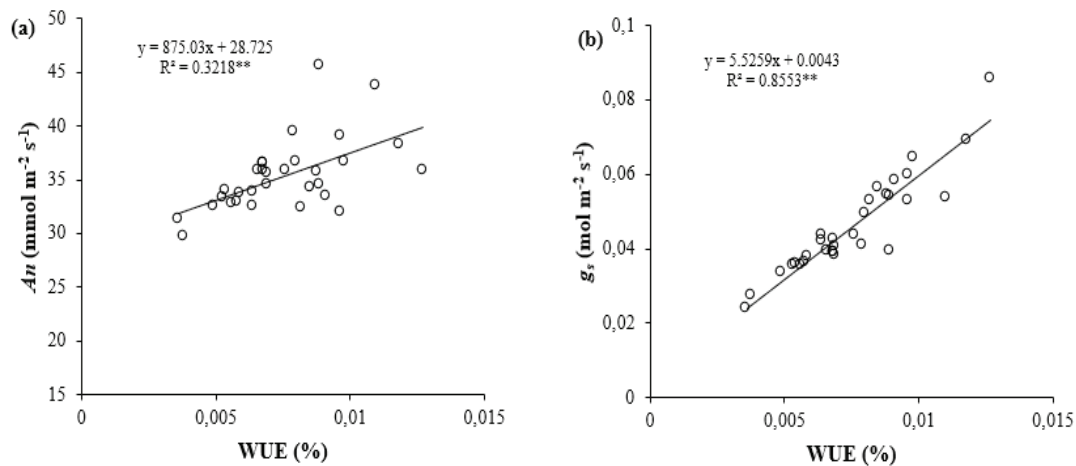 (a)
y = 875.03x + 28.725
R² = 0.3218**
50
45
40
35
30
25
20
15
An (mmol m⁻² s⁻¹)
0
0,005
0,01
0,015
WUE (%)
(b)
y = 5.5259x + 0.0043
R² = 0.8553**
0,1
0,08
0,06
0,04
0,02
0
gₛ (mol m⁻² s⁻¹)
0
0,005
0,01
0,015
WUE (%)